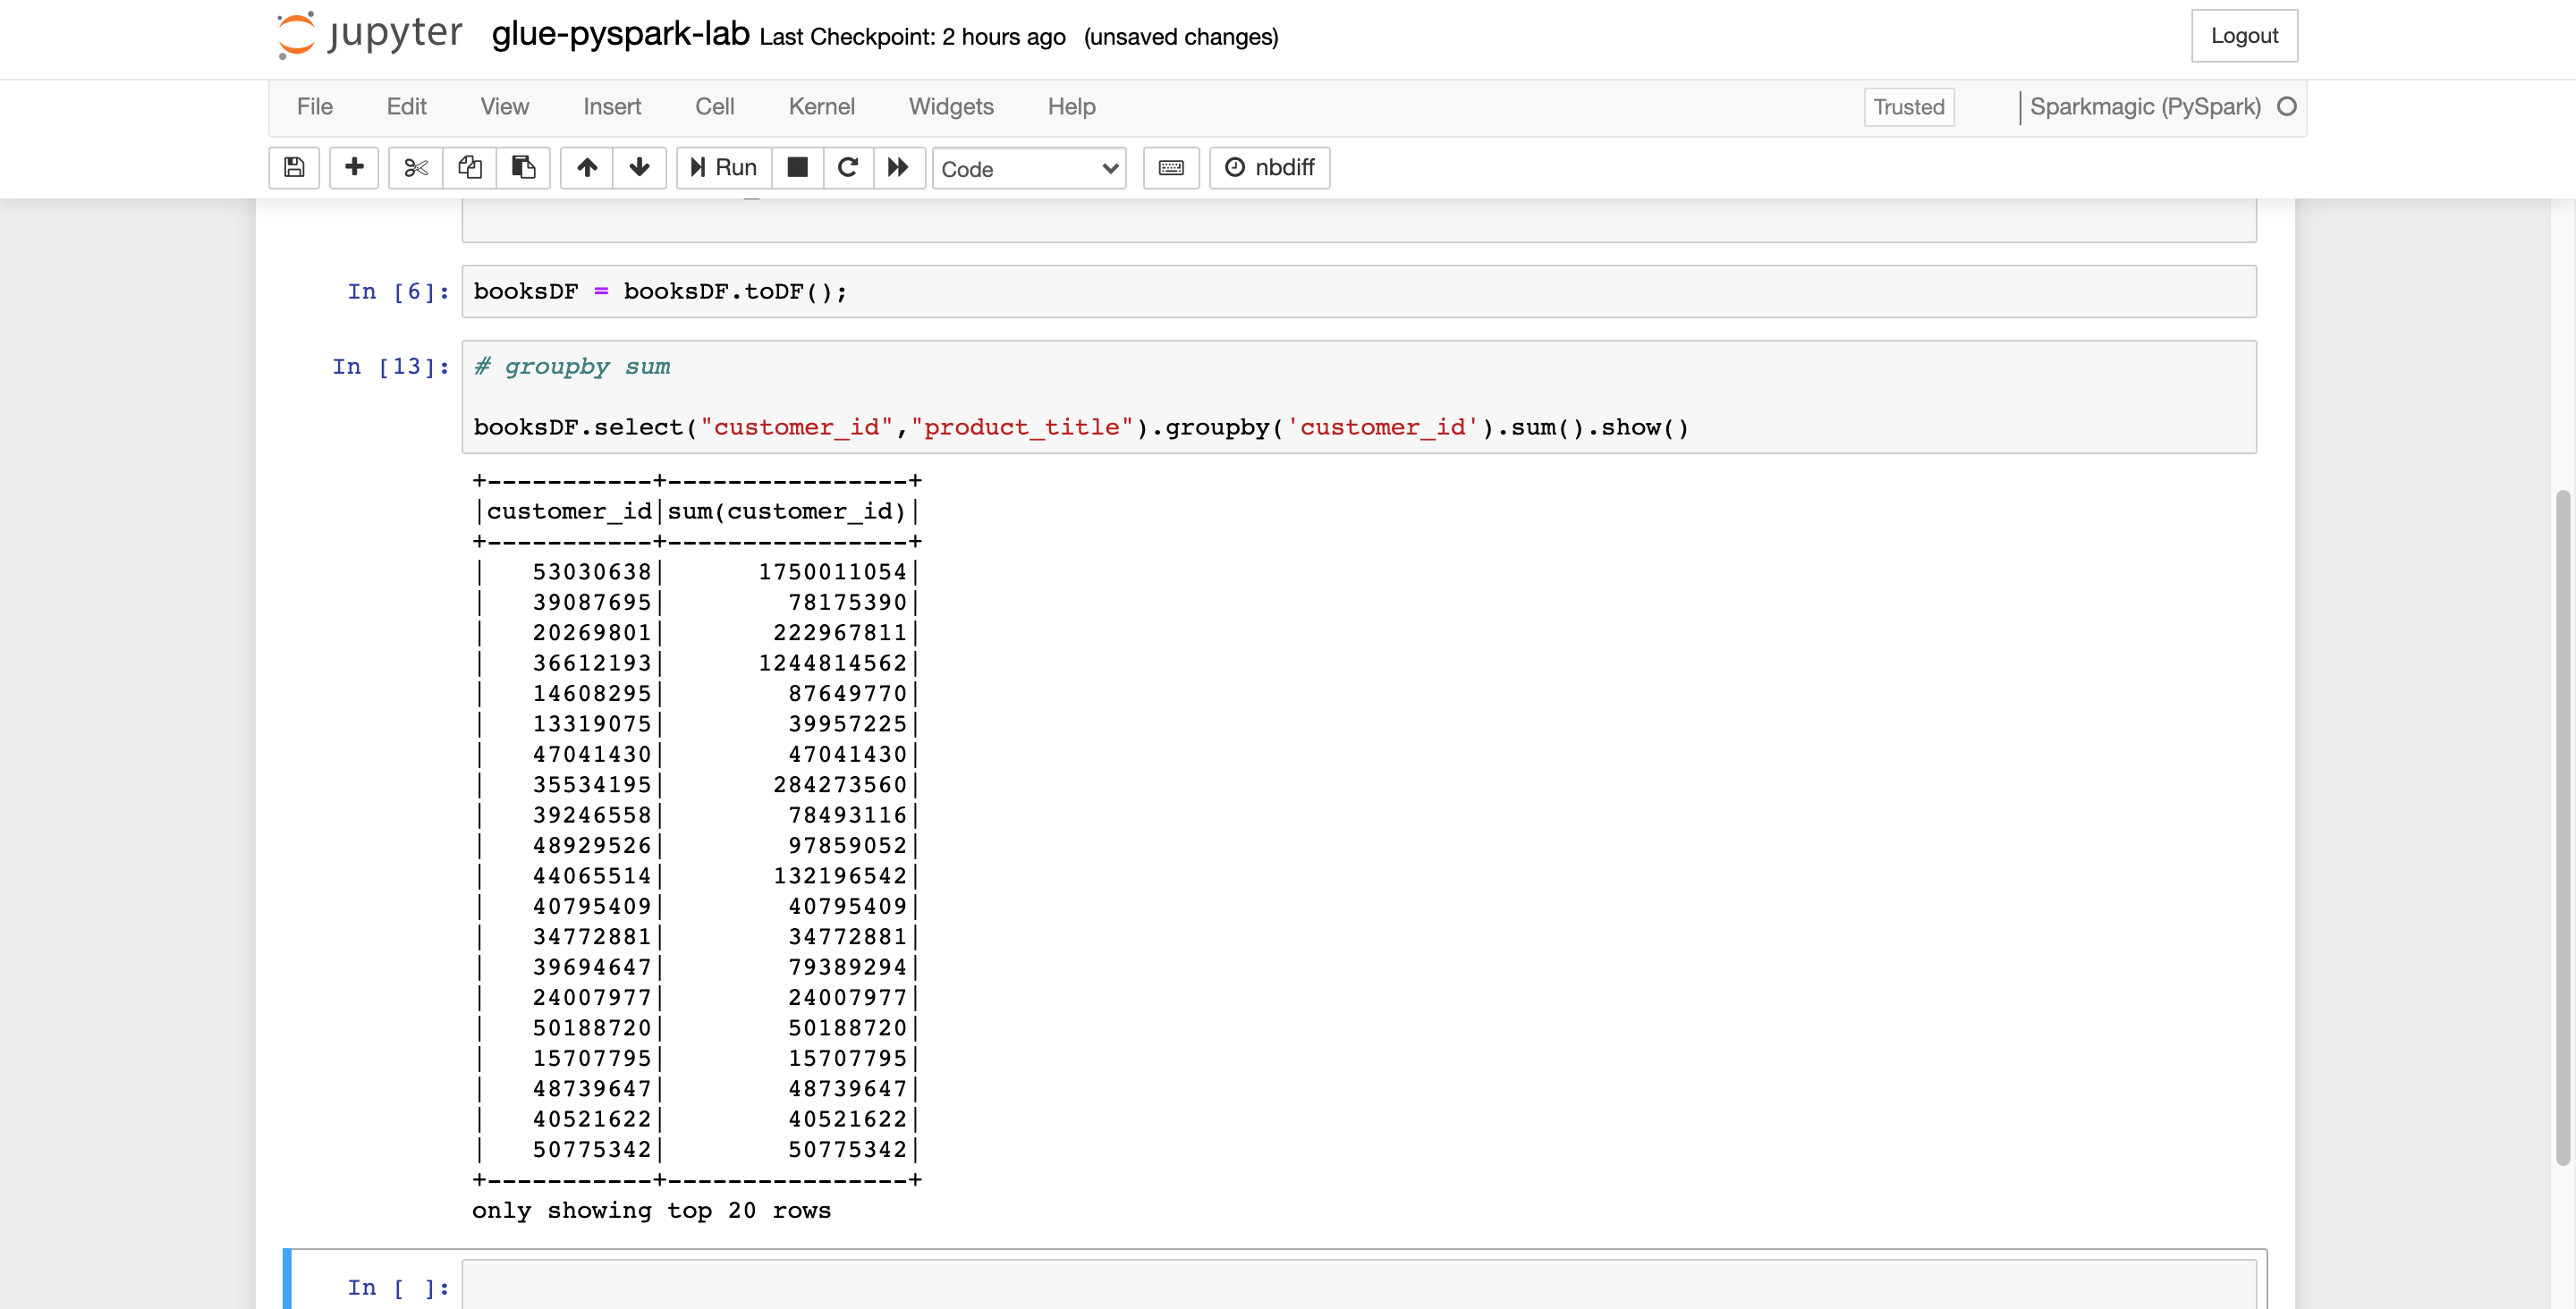 jupyter glue-pyspark-lab Last Checkpoint: 2 hours ago (unsaved changes) Logout
File Edit View Insert Cell Kernel Widgets Help Trusted Sparkmagic (PySpark)
Run Code nbdiff
In [6]: booksDF = booksDF.toDF();
In [13]: # groupby sum
booksDF.select("customer_id","product_title").groupby('customer_id').sum().show()
+-----------+----------------+
|customer_id|sum(customer_id)|
+-----------+----------------+
|   53030638|      1750011054|
|   39087695|        78175390|
|   20269801|       222967811|
|   36612193|      1244814562|
|   14608295|        87649770|
|   13319075|        39957225|
|   47041430|        47041430|
|   35534195|       284273560|
|   39246558|        78493116|
|   48929526|        97859052|
|   44065514|       132196542|
|   40795409|        40795409|
|   34772881|        34772881|
|   39694647|        79389294|
|   24007977|        24007977|
|   50188720|        50188720|
|   15707795|        15707795|
|   48739647|        48739647|
|   40521622|        40521622|
|   50775342|        50775342|
+-----------+----------------+
only showing top 20 rows
In [ ]: